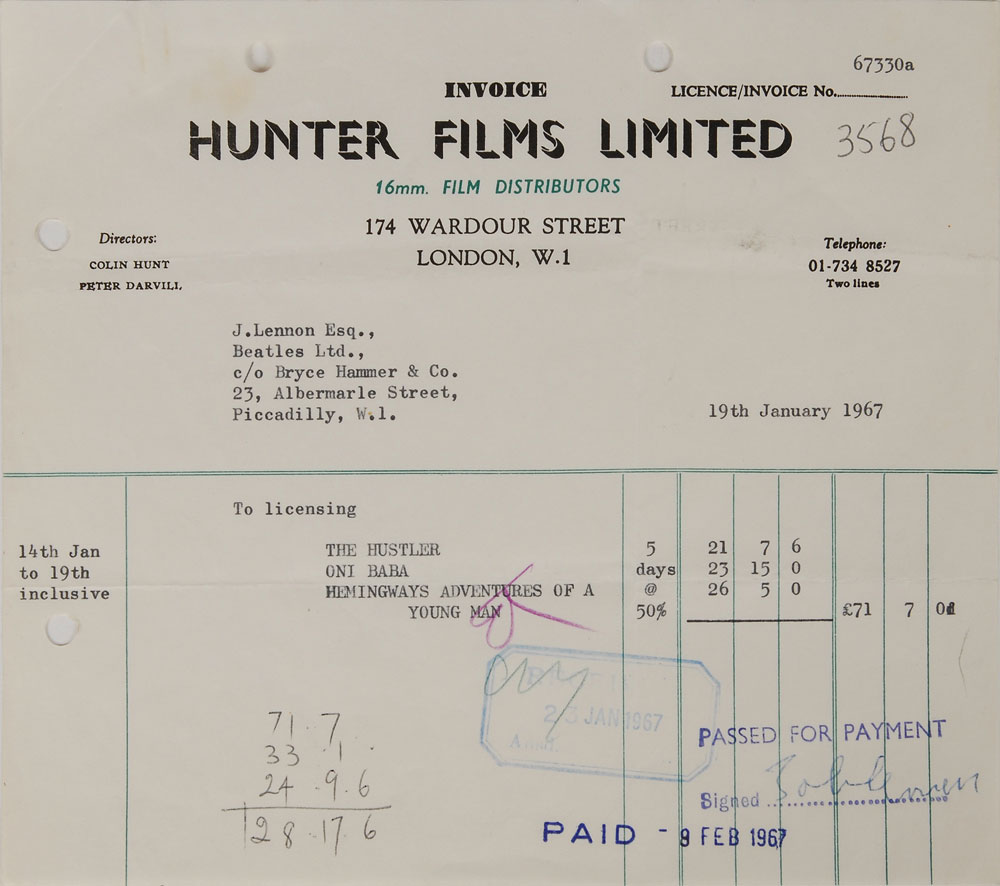 67330a
INVOICE
LICENCE/INVOICE No.
HUNTER FILMS LIMITED
3568
16mm. FILM DISTRIBUTORS
174 WARDOUR STREET
LONDON, W.1
Directors:
COLIN HUNT
PETER DARVILL
Telephone:
01-734 8527
Two lines
J.Lennon Esq.,
Beatles Ltd.,
c/o Bryce Hammer & Co.
23, Albermarle Street,
Piccadilly, W.1.
19th January 1967
To licensing
14th Jan THE HUSTLER 5 21 7 6
to 19th ONI BABA days 23 15 0
inclusive HEMINGWAYS ADVENTURES OF A @ 26 5 0
YOUNG MAN 50% £71 7 0d
JAN 1967
71 . 7 .
33 . 1 .
24 . 9 . 6
128 . 17 . 6
PASSED FOR PAYMENT
Signed
PAID - 9 FEB 1967